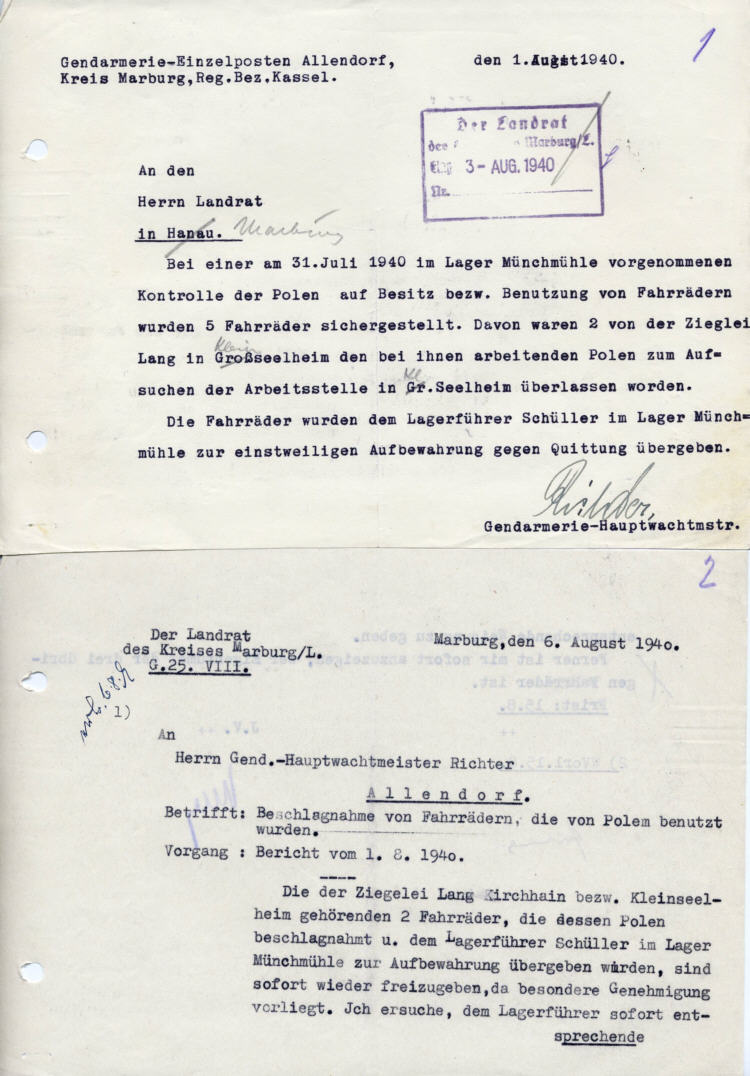 1
Gendarmerie-Einzelposten Allendorf, den 1.August1940.
Kreis Marburg,Reg.Bez.Kassel.
Der Landrat
des Marburg/L.
3-AUG.1940
Nr.
An den
Herrn Landrat
in Hanau. Marburg
Bei einer am 31.Juli 1940 im Lager Münchmühle vorgenommenen
Kontrolle der Polen auf Besitz bezw. Benutzung von Fahrrädern
wurden 5 Fahrräder sichergestellt. Davon waren 2 von der Zieglei
Klein
Lang in Großseelheim den bei ihnen arbeitenden Polen zum Auf=
Kl
suchen der Arbeitsstelle in Gr.Seelheim überlassen worden.
Die Fahrräder wurden dem Lagerführer Schüller im Lager Münch=
mühle zur einstweiligen Aufbewahrung gegen Quittung übergeben.
Gendarmerie-Hauptwachtmstr.
2
Der Landrat Marburg,den 6. August 1940.
des Kreises Marburg/L.
G.25. VIII.
1)
An
Herrn Gend.-Hauptwachtmeister Richter
Allendorf.
Betrifft: Beschlagnahme von Fahrrädern, die von Polem benutzt
wurden.
Vorgang : Bericht vom 1. 8. 1940.
Die der Ziegelei Lang Kirchhain bezw. Kleinseel-
heim gehörenden 2 Fahrräder, die dessen Polen
beschlagnahmt u. dem Lagerführer Schüller im Lager
Münchmühle zur Aufbewahrung übergeben wurden, sind
sofort wieder freizugeben,da besondere Genehmigung
vorliegt. Jch ersuche, dem Lagerführer sofort ent-
sprechende